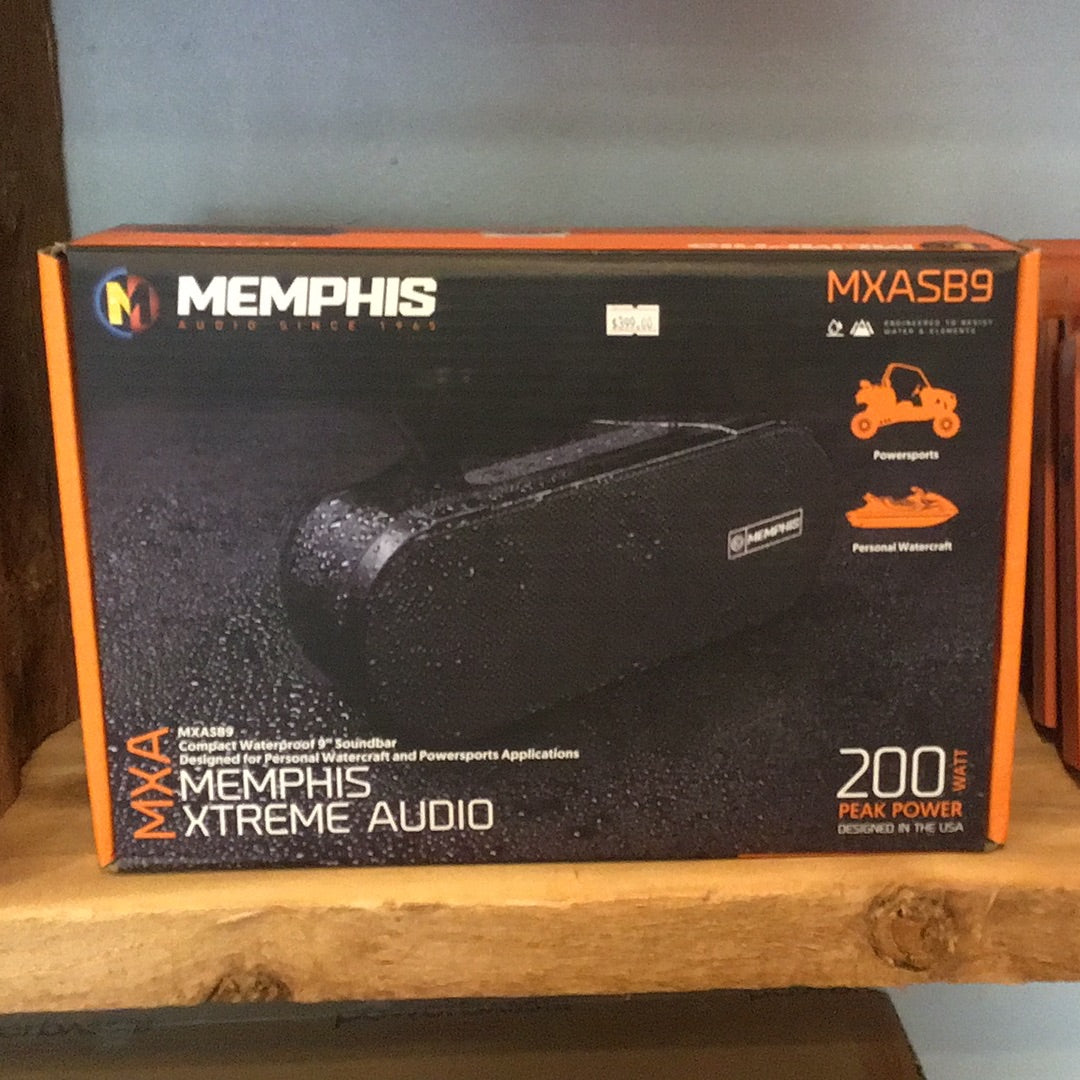 MEMPHIS
AUDIO SINCE 1965
$399.00
MXASB9
ENGINEERED TO RESIST
WATER & ELEMENTS
Powersports
MEMPHIS
Personal Watercraft
MXA
MXASB9
Compact Waterproof 9" Soundbar
Designed for Personal Watercraft and Powersports Applications
MEMPHIS
XTREME AUDIO
200 WATT
PEAK POWER
DESIGNED IN THE USA